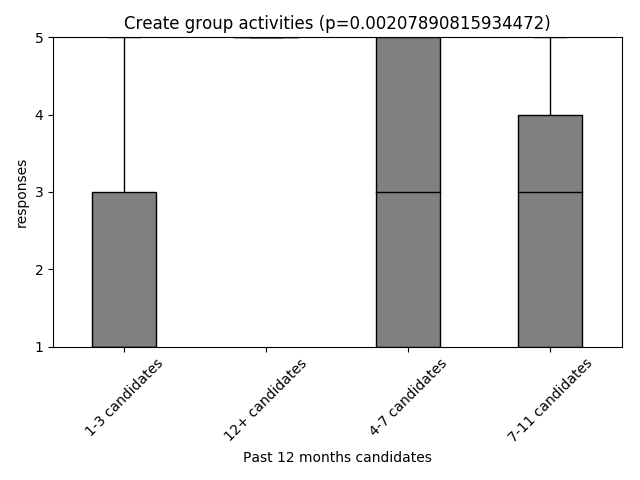 Create group activities (p=0.00207890815934472)
5
4
3
2
1
responses
1-3 candidates
12+ candidates
4-7 candidates
7-11 candidates
Past 12 months candidates